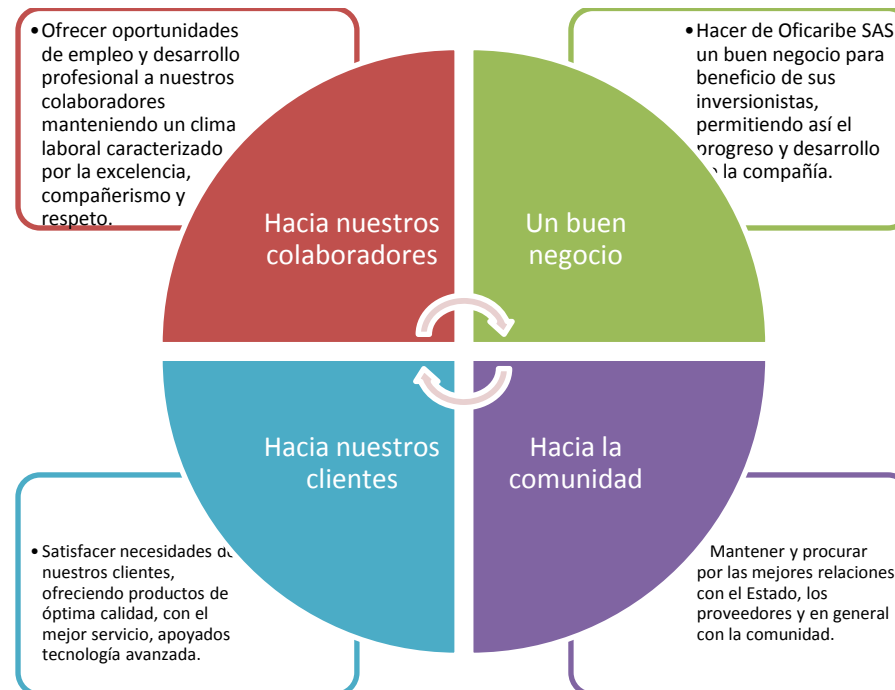 •Ofrecer oportunidades
de empleo y desarrollo
profesional a nuestros
colaboradores
manteniendo un clima
laboral caracterizado
por la excelencia,
compañerismo y
respeto.
•Hacer de Oficaribe SAS
un buen negocio para
beneficio de sus
inversionistas,
permitiendo así el
progreso y desarrollo
la compañía.
Hacia nuestros
colaboradores
Un buen
negocio
Hacia nuestros
clientes
Hacia la
comunidad
•Satisfacer necesidades de
nuestros clientes,
ofreciendo productos de
óptima calidad, con el
mejor servicio, apoyados
tecnología avanzada.
Mantener y procurar
por las mejores relaciones
con el Estado, los
proveedores y en general
con la comunidad.